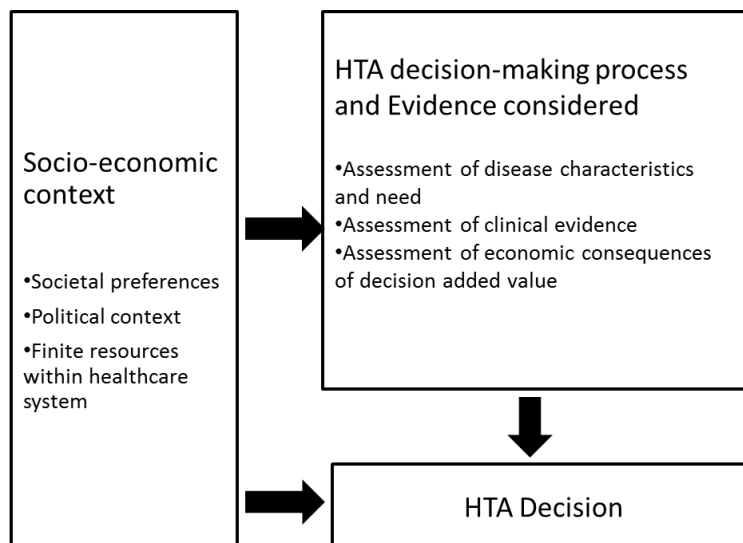 Socio-economic
context
•Societal preferences
•Political context
•Finite resources
within healthcare
system
HTA decision-making process
and Evidence considered
•Assessment of disease characteristics
and need
•Assessment of clinical evidence
•Assessment of economic consequences
of decision added value
HTA Decision